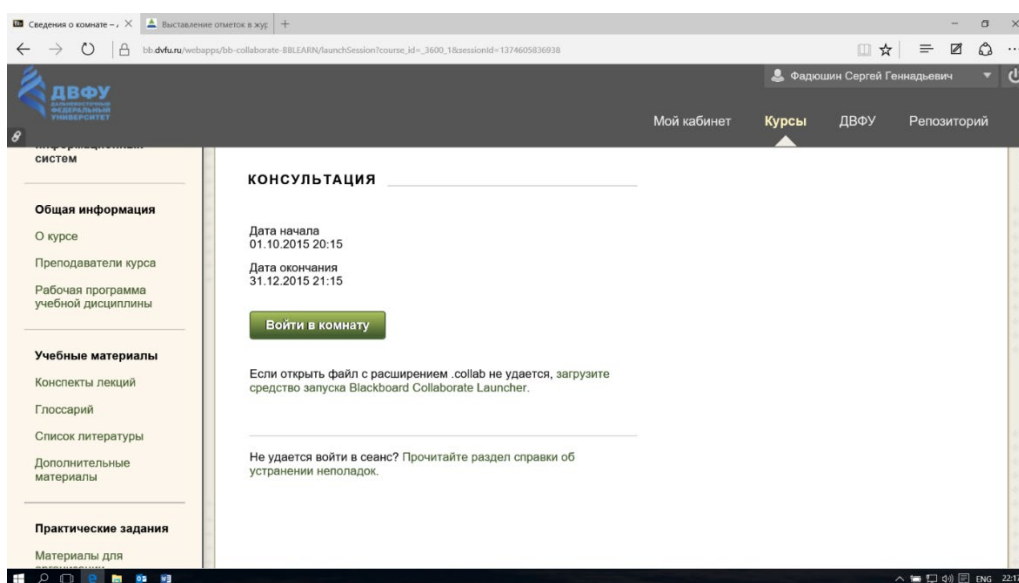 Сведения о комнате – .
Выставление отметок в жур
bb.dvfu.ru/webapps/bb-collaborate-BBLEARN/launchSession?course_id=_3600_1&sessionId=1374605836938
Фадюшин Сергей Геннадьевич
ДВФУ
ДАЛЬНЕВОСТОЧНЫЙ
ФЕДЕРАЛЬНЫЙ
УНИВЕРСИТЕТ
Мой кабинет Курсы ДВФУ Репозиторий
систем
Общая информация
О курсе
Преподаватели курса
Рабочая программа
учебной дисциплины
Учебные материалы
Конспекты лекций
Глоссарий
Список литературы
Дополнительные
материалы
Практические задания
Материалы для
КОНСУЛЬТАЦИЯ
Дата начала
01.10.2015 20:15
Дата окончания
31.12.2015 21:15
Войти в комнату
Если открыть файл с расширением .collab не удается, загрузите
средство запуска Blackboard Collaborate Launcher.
Не удается войти в сеанс? Прочитайте раздел справки об
устранении неполадок.
ENG 22:17